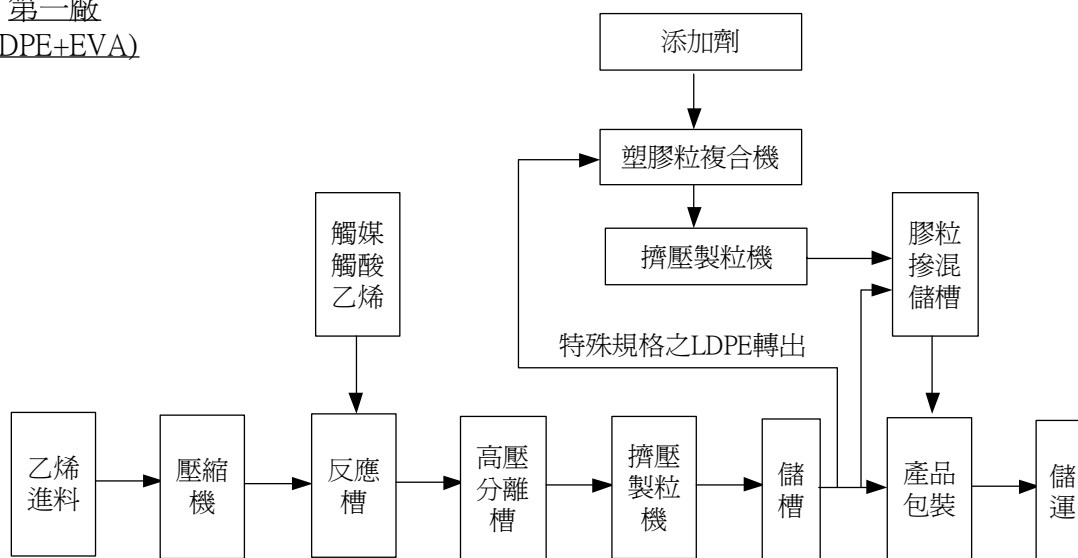 第一廠
DPE+EVA)
添加劑
塑膠粒複合機
擠壓製粒機
觸媒
觸酸
乙烯
膠粒
摻混
儲槽
特殊規格之LDPE轉出
乙烯
進料
壓縮
機
反應
槽
高壓
分離
槽
擠壓
製粒
機
儲
槽
產品
包裝
儲
運